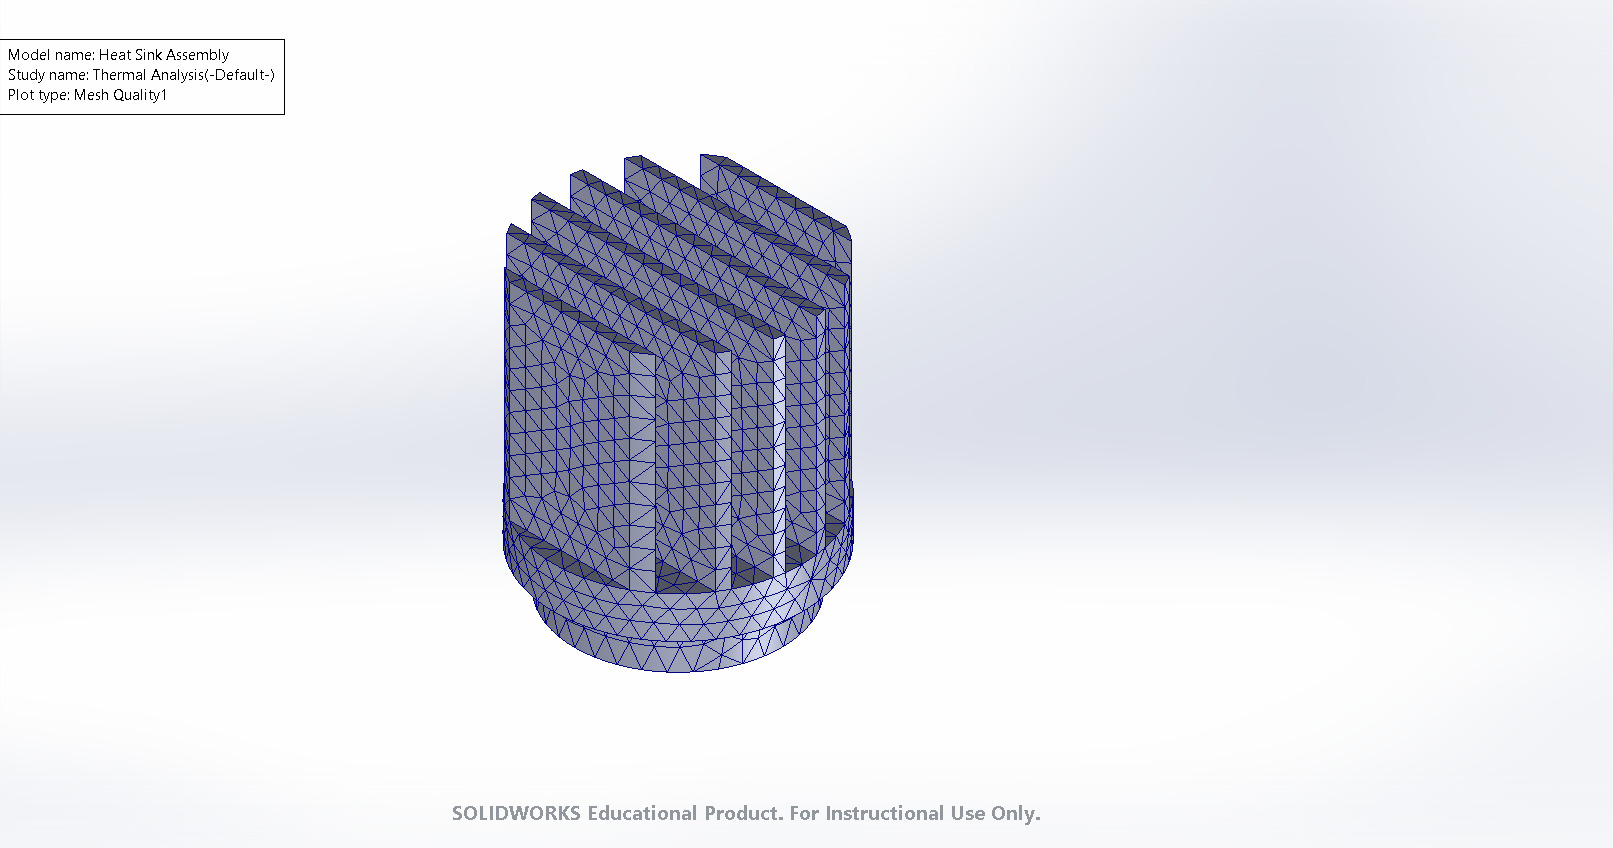 Model name: Heat Sink Assembly
Study name: Thermal Analysis(-Default-)
Plot type: Mesh Quality1
SOLIDWORKS Educational Product. For Instructional Use Only.